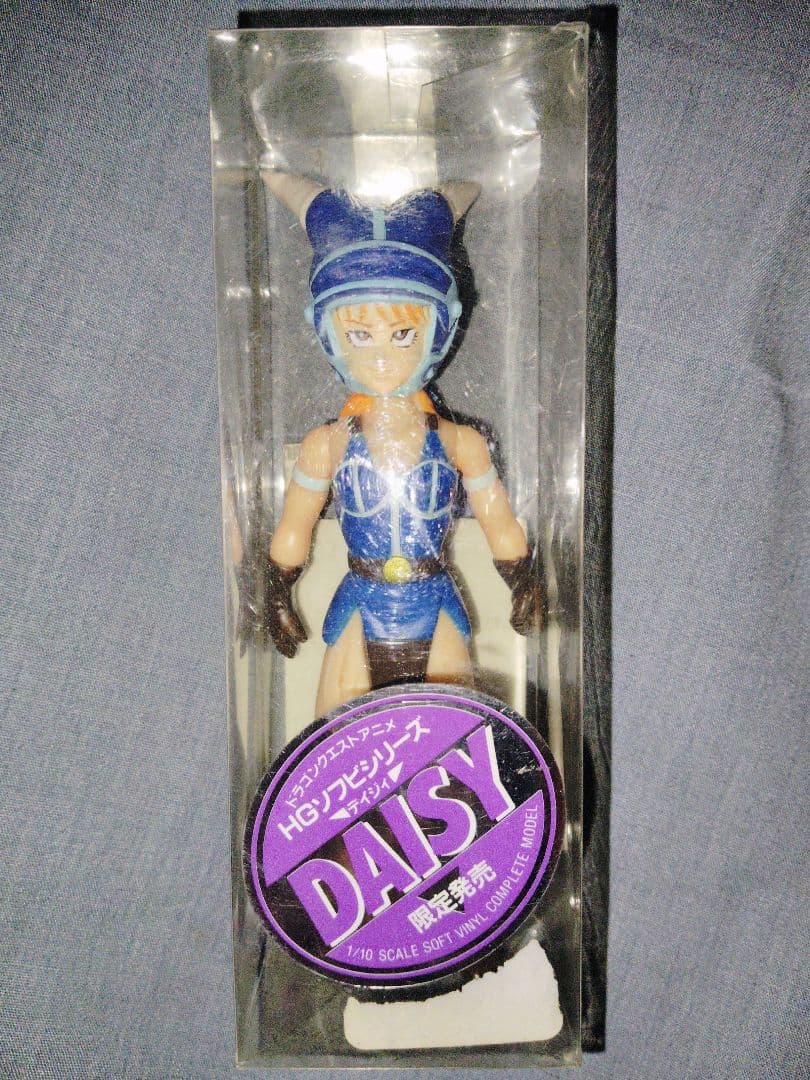 ドラゴンクエストアニメ
HGソフビシリーズ
◀デイジィ▶
DAISY
限定発売
1/10 SCALE SOFT VINYL COMPLETE MODEL